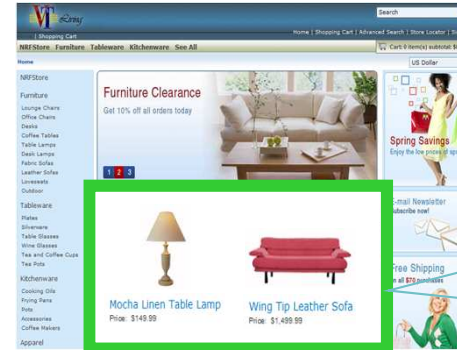 VT
Living
Search
| Shopping Cart
Home | Shopping Cart | Advanced Search | Store Locator |
NRFStore Furniture Tableware Kitchenware See All
Cart: 0 item(s) subtotal:
Home
US Dollar
NRFStore
Furniture
Lounge Chairs
Office Chairs
Desks
Coffee Tables
Table Lamps
Desk Lamps
Fabric Sofas
Leather Sofas
Loveseats
Outdoor
Tableware
Plates
Silverware
Table Glasses
Wine Glasses
Tea and Coffee Cups
Tea Pots
Kitchenware
Cooking Oils
Frying Pans
Pots
Accessories
Coffee Makers
Apparel
Furniture Clearance
Get 10% off all orders today
1 2 3
Mocha Linen Table Lamp
Price: $149.99
Wing Tip Leather Sofa
Price: $1,499.99
Spring Savings
Enjoy the low prices of
-mail Newsletter
ubscribe now!
Free Shipping
n all $70 purchases